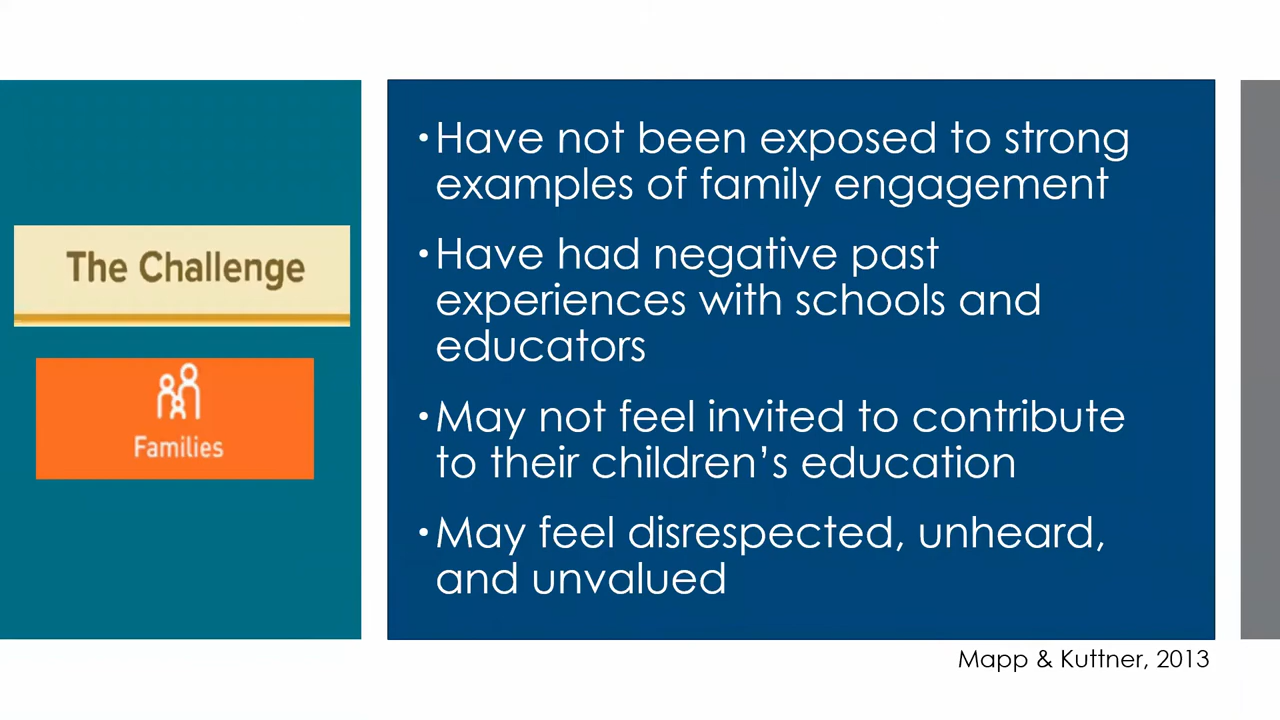 The Challenge
Families
•Have not been exposed to strong
examples of family engagement
•Have had negative past
experiences with schools and
educators
•May not feel invited to contribute
to their children’s education
•May feel disrespected, unheard,
and unvalued
Mapp & Kuttner, 2013